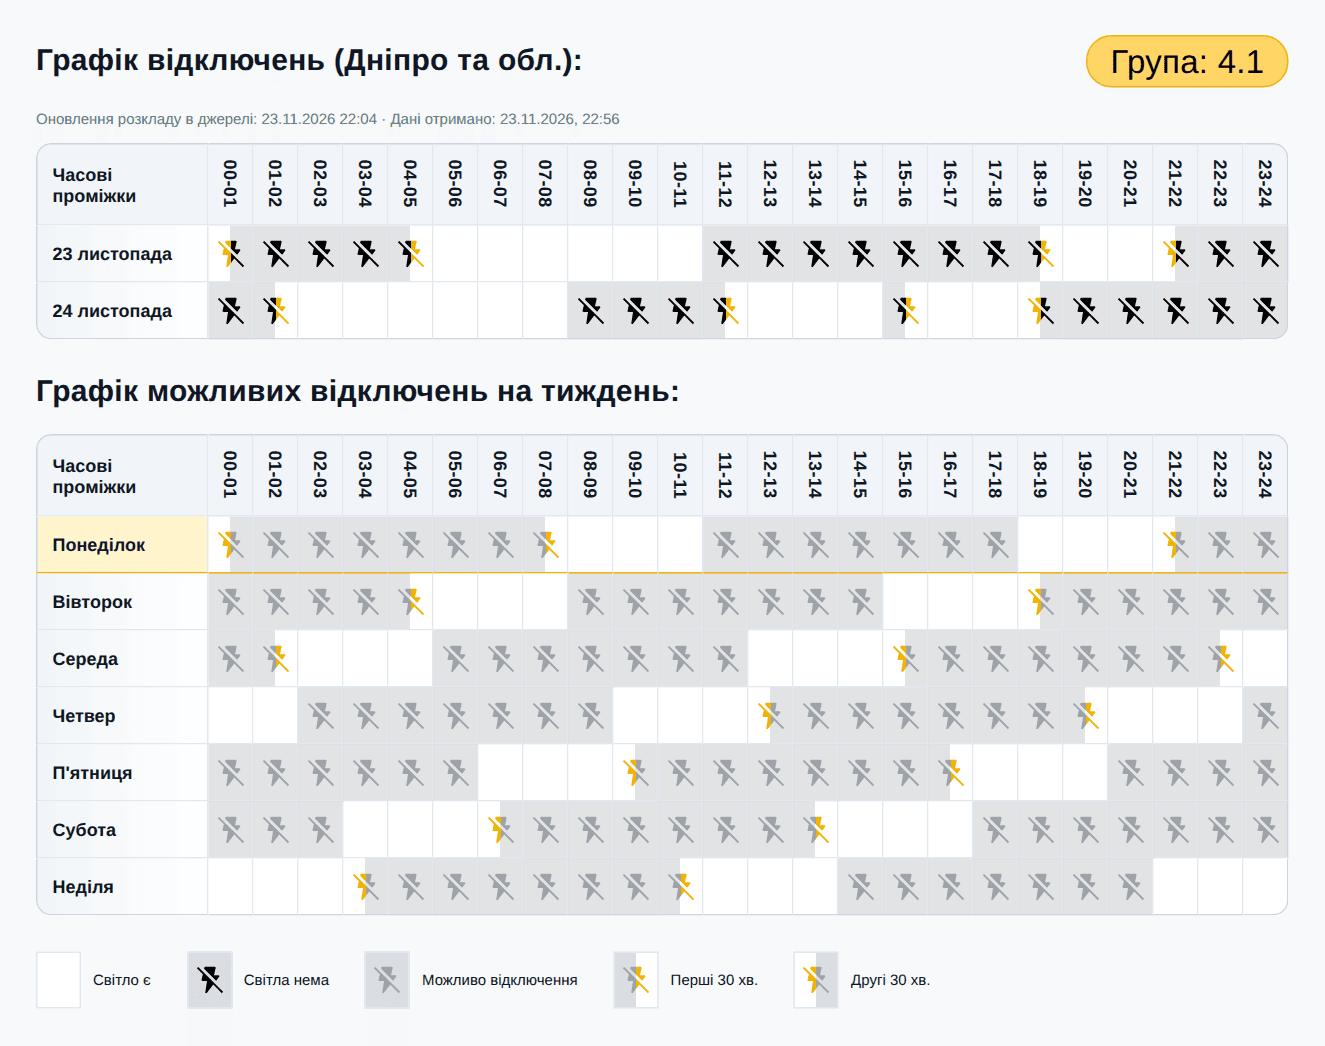 Графік відключень (Дніпро та обл.):
Група: 4.1
Оновлення розкладу в джерелі: 23.11.2026 22:04 · Дані отримано: 23.11.2026, 22:56
Часові проміжки 00-01 01-02 02-03 03-04 04-05 05-06 06-07 07-08 08-09 09-10 10-11 11-12 12-13 13-14 14-15 15-16 16-17 17-18 18-19 19-20 20-21 21-22 22-23 23-24
23 листопада
24 листопада
Графік можливих відключень на тиждень:
Часові проміжки 00-01 01-02 02-03 03-04 04-05 05-06 06-07 07-08 08-09 09-10 10-11 11-12 12-13 13-14 14-15 15-16 16-17 17-18 18-19 19-20 20-21 21-22 22-23 23-24
Понеділок
Вівторок
Середа
Четвер
П'ятниця
Субота
Неділя
Світло є
Світла нема
Можливо відключення
Перші 30 хв.
Другі 30 хв.